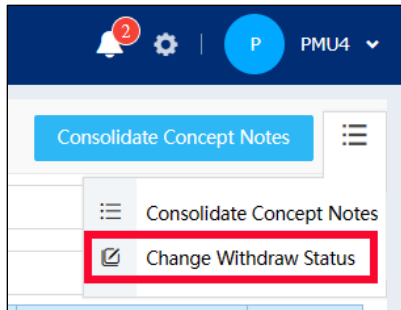 2
P
PMU4
Consolidate Concept Notes
Consolidate Concept Notes
Change Withdraw Status